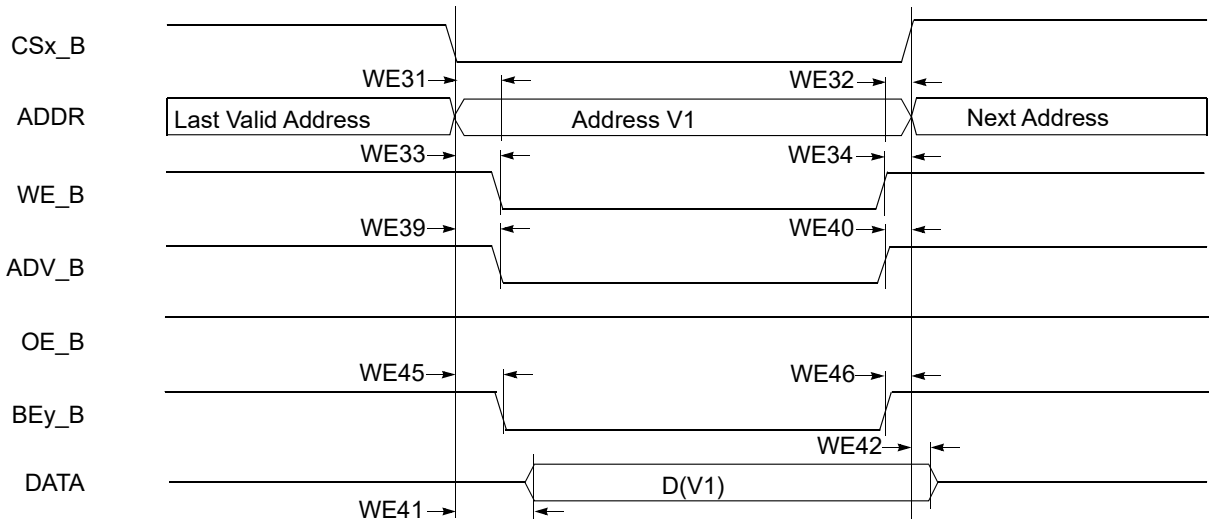 CSx_B
WE31
WE32
ADDR
Last Valid Address
Address V1
Next Address
WE33
WE34
WE_B
WE39
WE40
ADV_B
OE_B
WE45
WE46
BEy_B
WE42
DATA
D(V1)
WE41